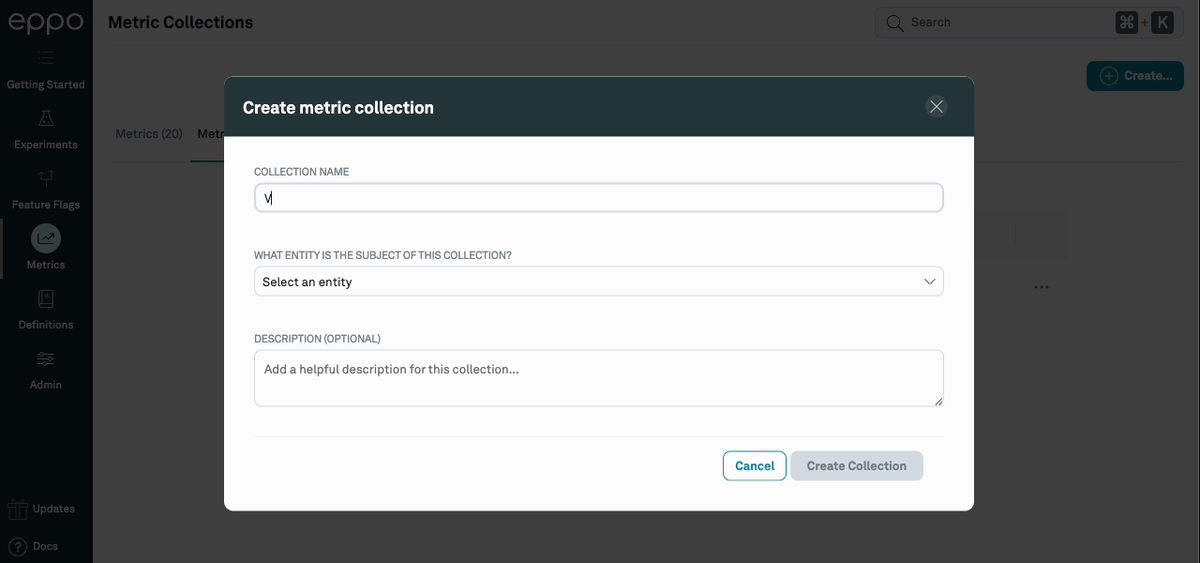 eppo
Metric Collections
Search
⌘ + K
Getting Started
Experiments
Feature Flags
Metrics
Definitions
Admin
Updates
Docs
Create...
Metrics (20)
Metr
Create metric collection
COLLECTION NAME
V
WHAT ENTITY IS THE SUBJECT OF THIS COLLECTION?
Select an entity
DESCRIPTION (OPTIONAL)
Add a helpful description for this collection...
Cancel
Create Collection